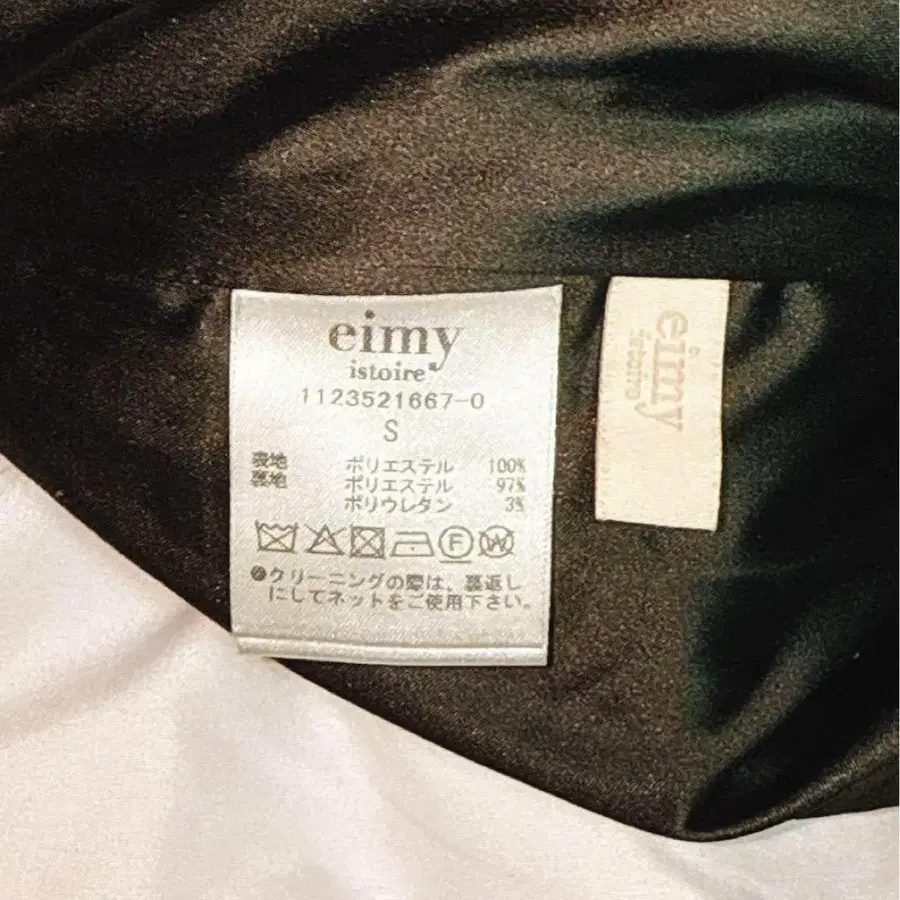 eimy
istoire
1123521667-0
S
表地 ポリエステル 100%
裏地 ポリエステル 97%
ポリウレタン 3%
F W
●クリーニングの際は、裏返し
にしてネットをご使用下さい。
eimy
istoire